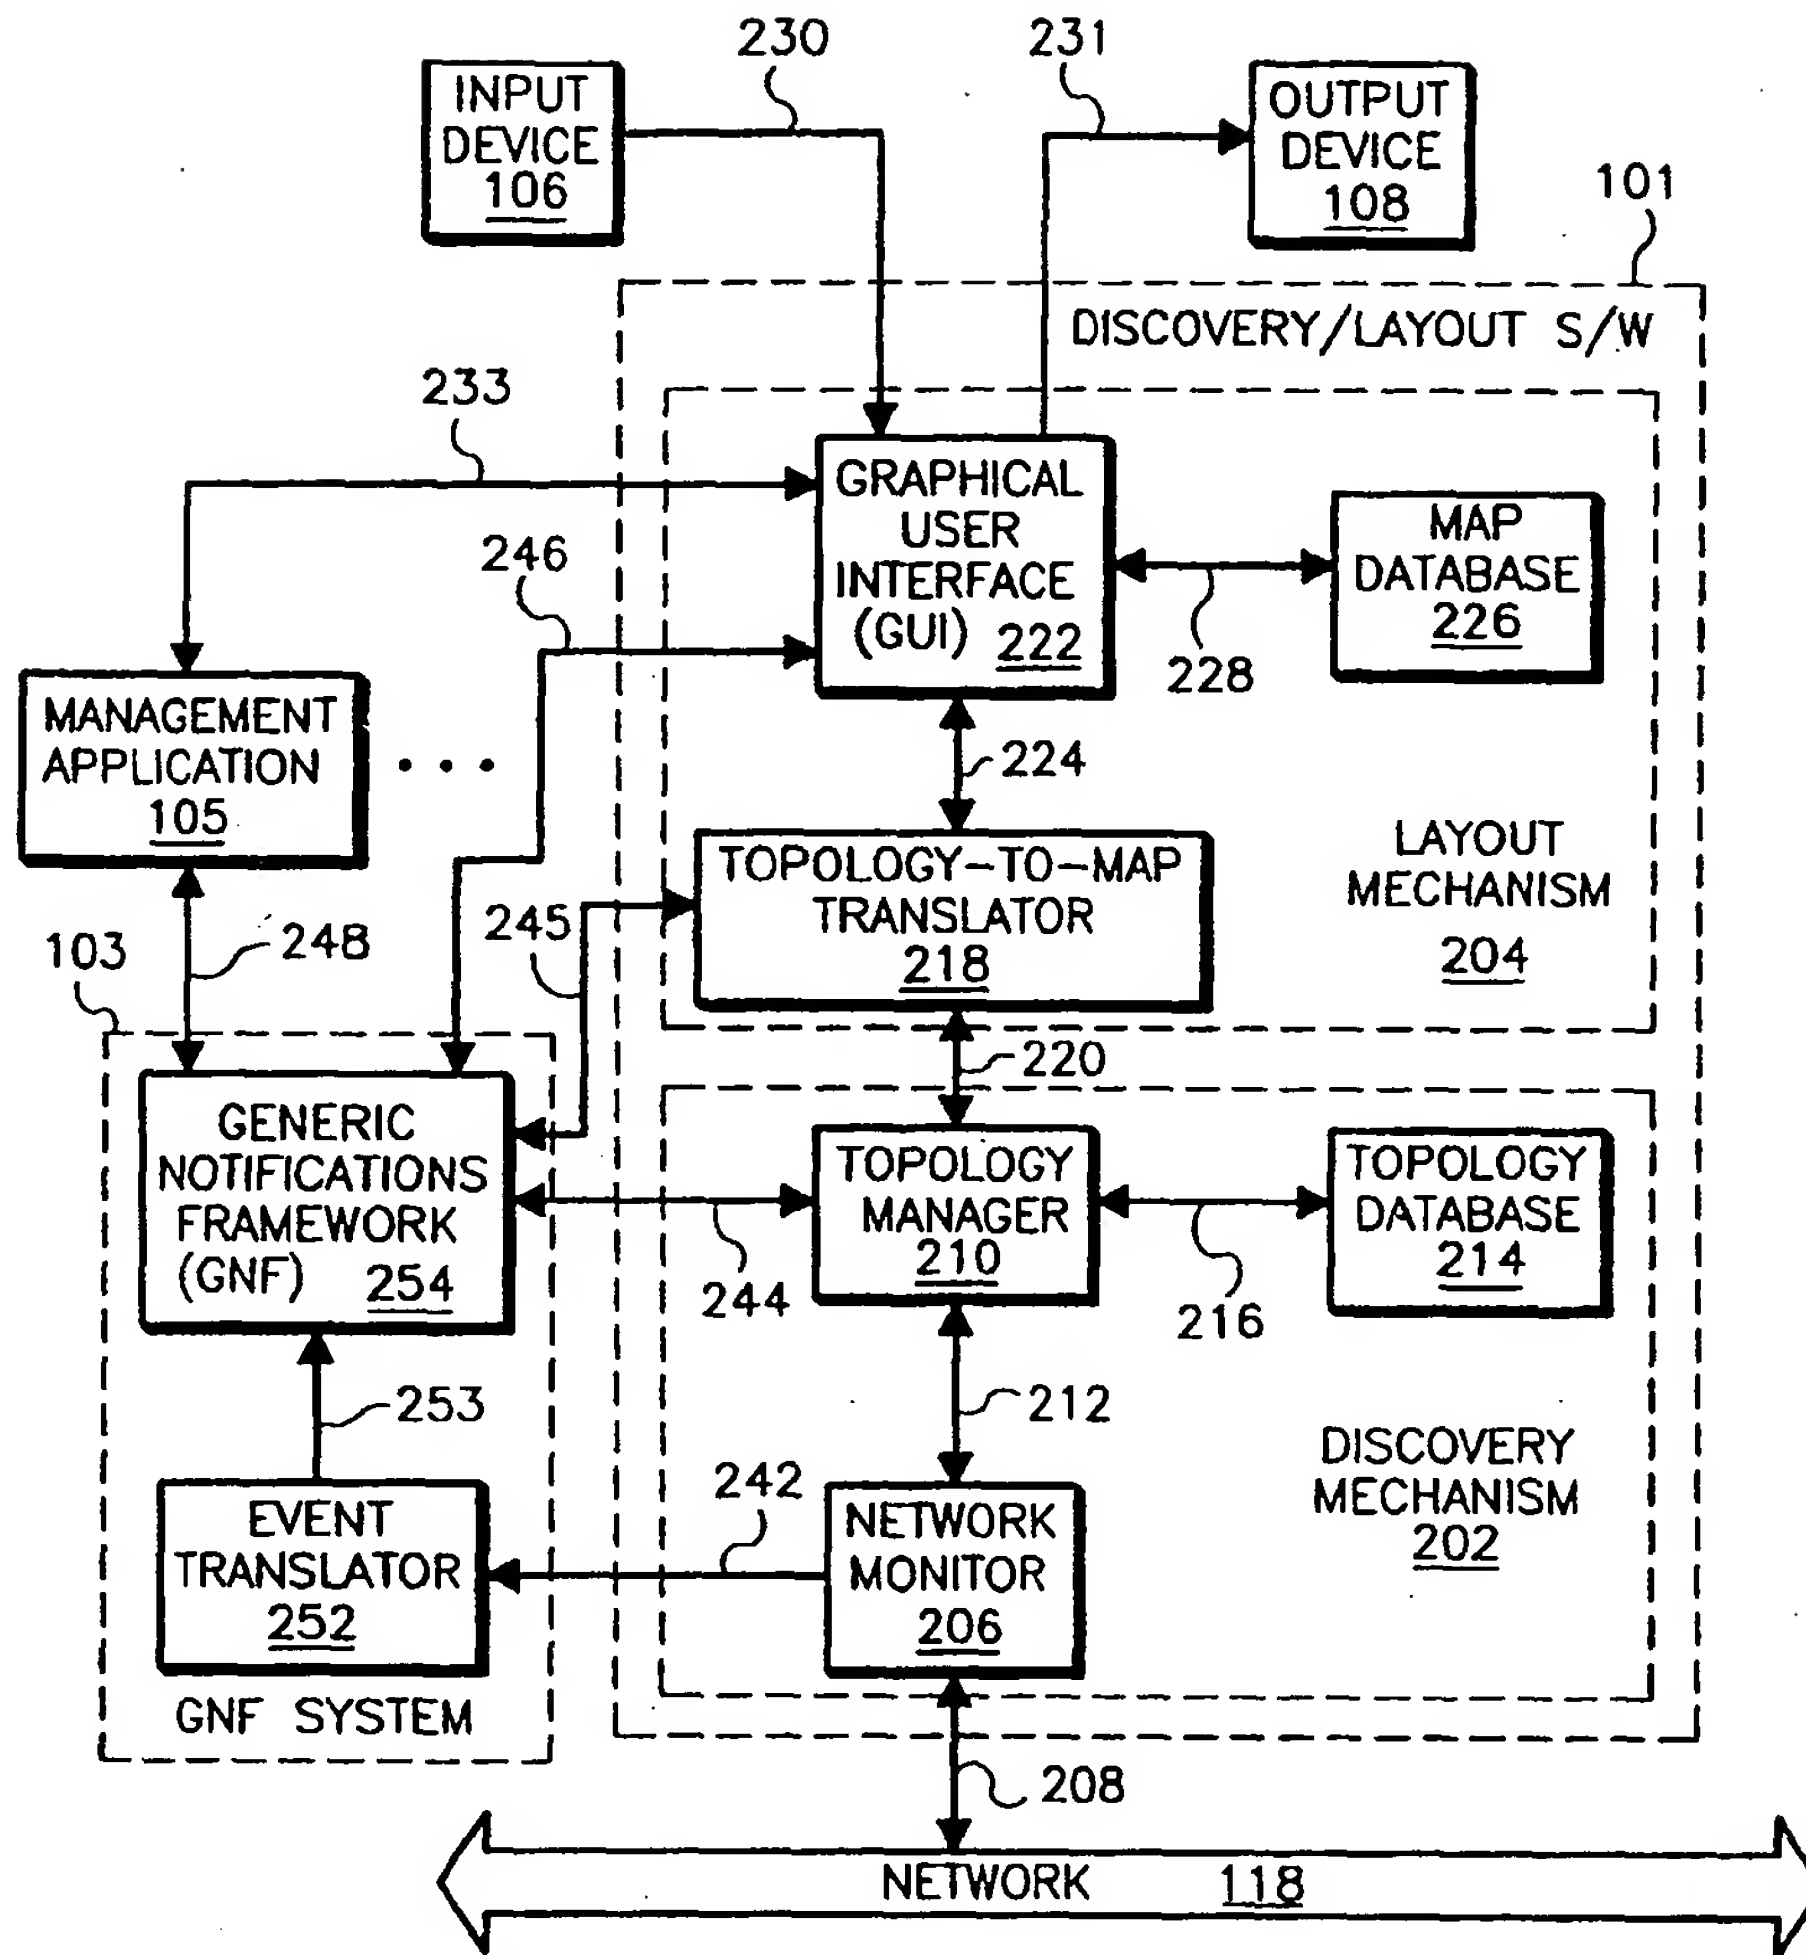 230
231
INPUT
DEVICE
106
OUTPUT
DEVICE
108
101
DISCOVERY/LAYOUT S/W
233
GRAPHICAL
USER
INTERFACE
(GUI) 222
MAP
DATABASE
226
246
228
MANAGEMENT
APPLICATION
105
...
224
TOPOLOGY-TO-MAP
TRANSLATOR
218
LAYOUT
MECHANISM
204
245
248
103
220
GENERIC
NOTIFICATIONS
FRAMEWORK
(GNF) 254
TOPOLOGY
MANAGER
210
TOPOLOGY
DATABASE
214
244
216
253
212
DISCOVERY
MECHANISM
202
242
EVENT
TRANSLATOR
252
NETWORK
MONITOR
206
GNF SYSTEM
208
NETWORK 118